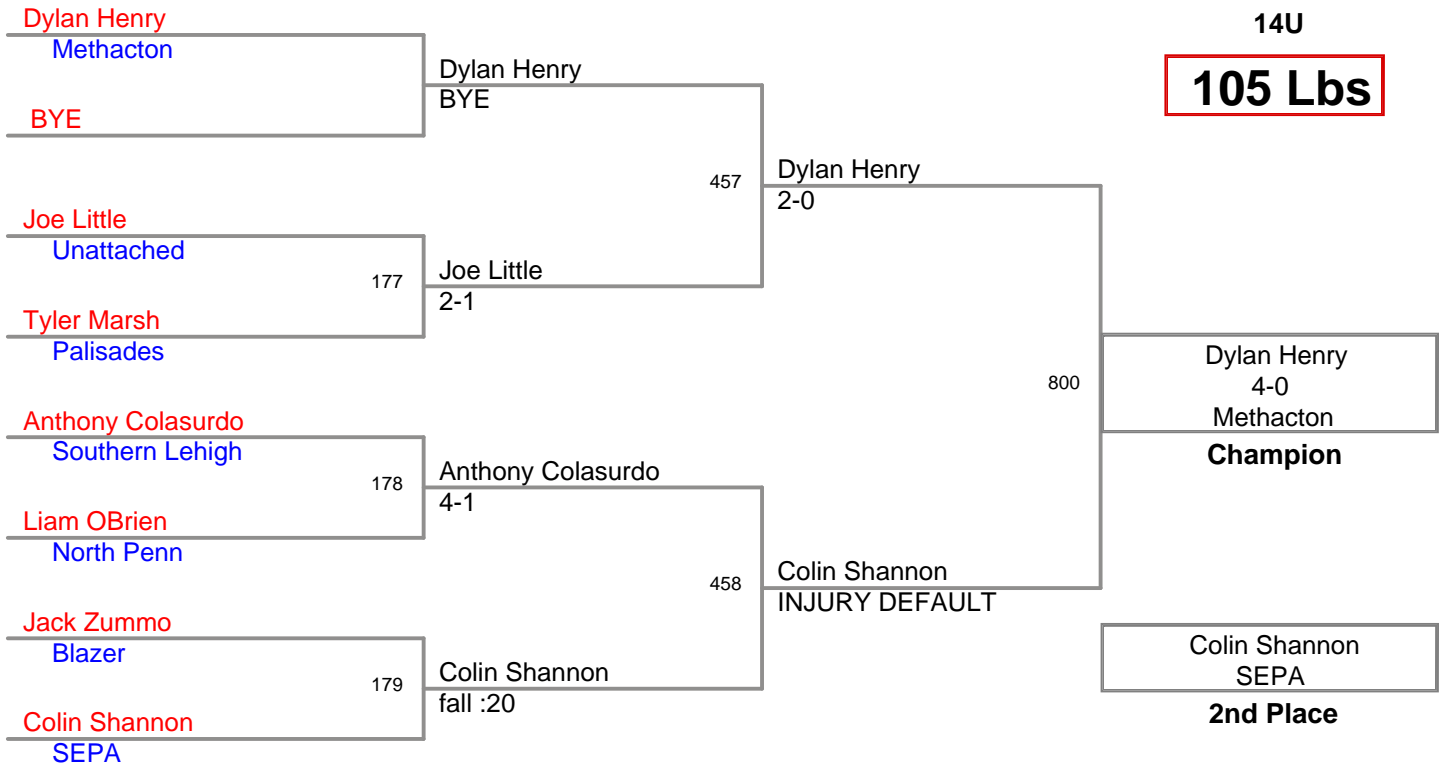 Dylan Henry
Methacton
BYE
Joe Little
Unattached
Tyler Marsh
Palisades
Anthony Colasurdo
Southern Lehigh
Liam OBrien
North Penn
Jack Zummo
Blazer
Colin Shannon
SEPA
Dylan Henry
BYE
177
Joe Little
2-1
178
Anthony Colasurdo
4-1
179
Colin Shannon
fall :20
457
Dylan Henry
2-0
458
Colin Shannon
INJURY DEFAULT
14U
105 Lbs
800
Dylan Henry
4-0
Methacton
Champion
Colin Shannon
SEPA
2nd Place